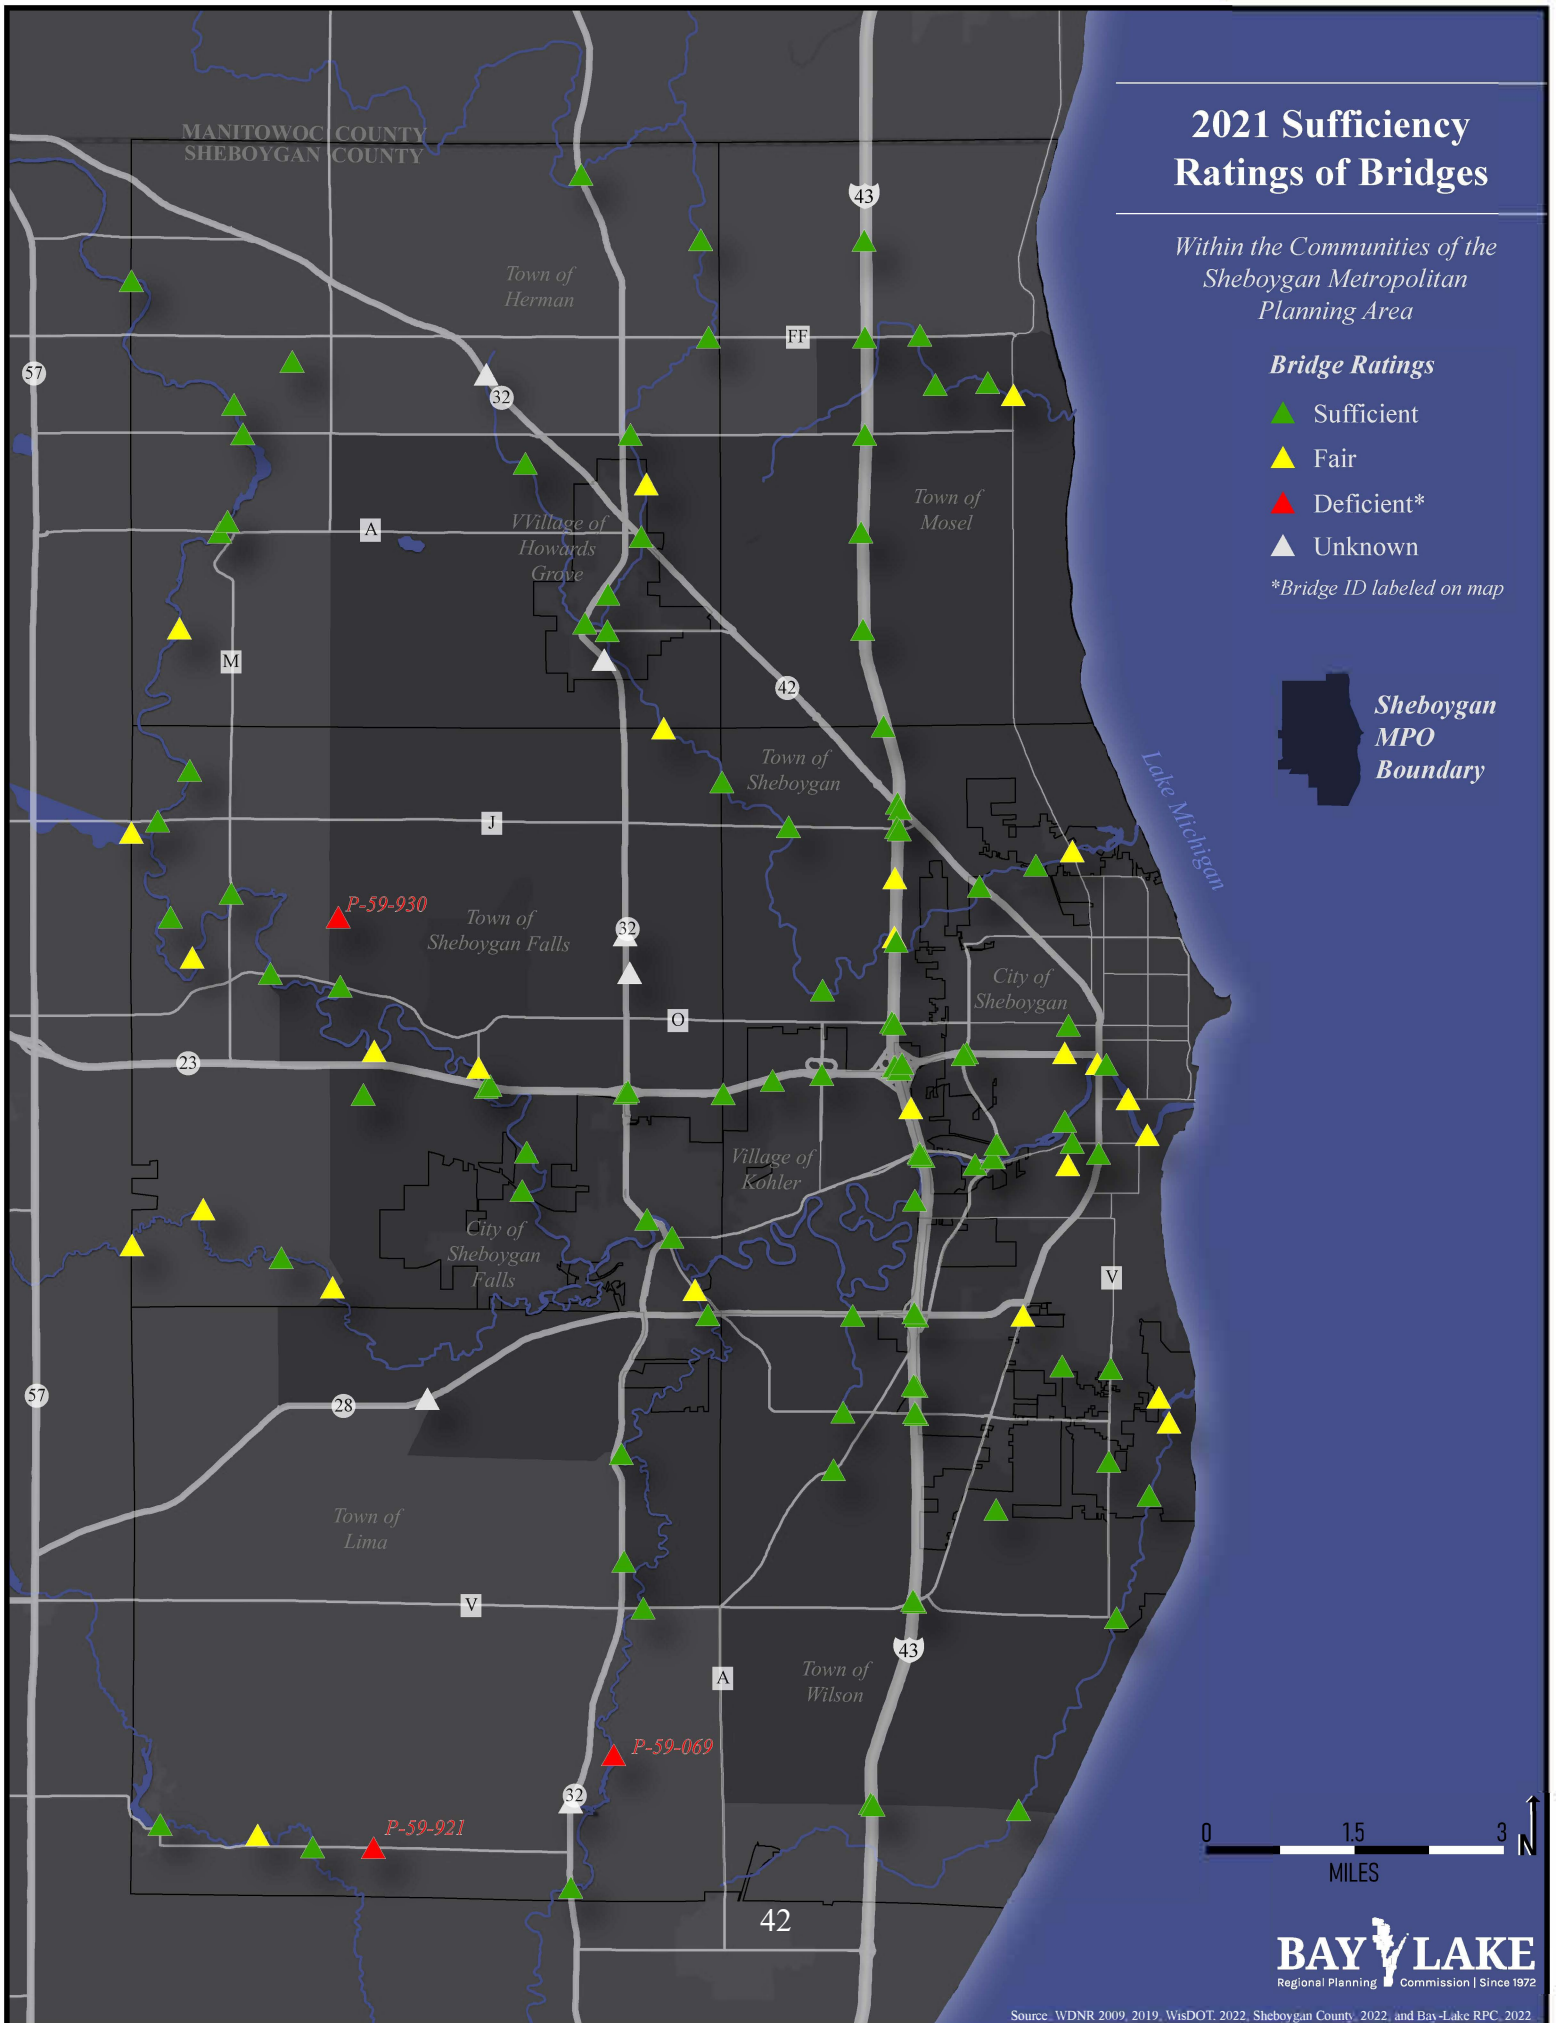 2021 Sufficiency
Ratings of Bridges
Within the Communities of the
Sheboygan Metropolitan
Planning Area
Bridge Ratings
Sufficient
Fair
Deficient*
Unknown
*Bridge ID labeled on map
Sheboygan
MPO
Boundary
MANITOWOC COUNTY
SHEBOYGAN COUNTY
43
Town of
Herman
FF
57
32
Town of
Mosel
A
VVillage of
Howards
Grove
M
42
Town of
Sheboygan
Lake Michigan
J
P-59-930
Town of
Sheboygan Falls
32
City of
Sheboygan
O
23
Village of
Kohler
City of
Sheboygan
Falls
V
57
28
Town of
Lima
V
43
Town of
Wilson
A
P-59-069
32
P-59-921
42
0 1.5 3
MILES
N
BAY LAKE
Regional Planning Commission | Since 1972
Source: WDNR 2009, 2019, WisDOT, 2022, Sheboygan County, 2022, and Bay-Lake RPC, 2022